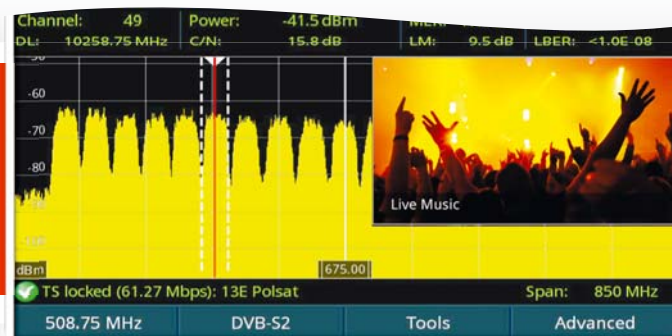 Channel: 49 Power: -41.5 dBm MER:
DL: 10258.75 MHz C/N: 15.8 dB LM: 9.5 dB LBER: <1.0E-08
-50
-60
-70
-80
dBm
675.00
Live Music
TS locked (61.27 Mbps): 13E Polsat Span: 850 MHz
508.75 MHz DVB-S2 Tools Advanced